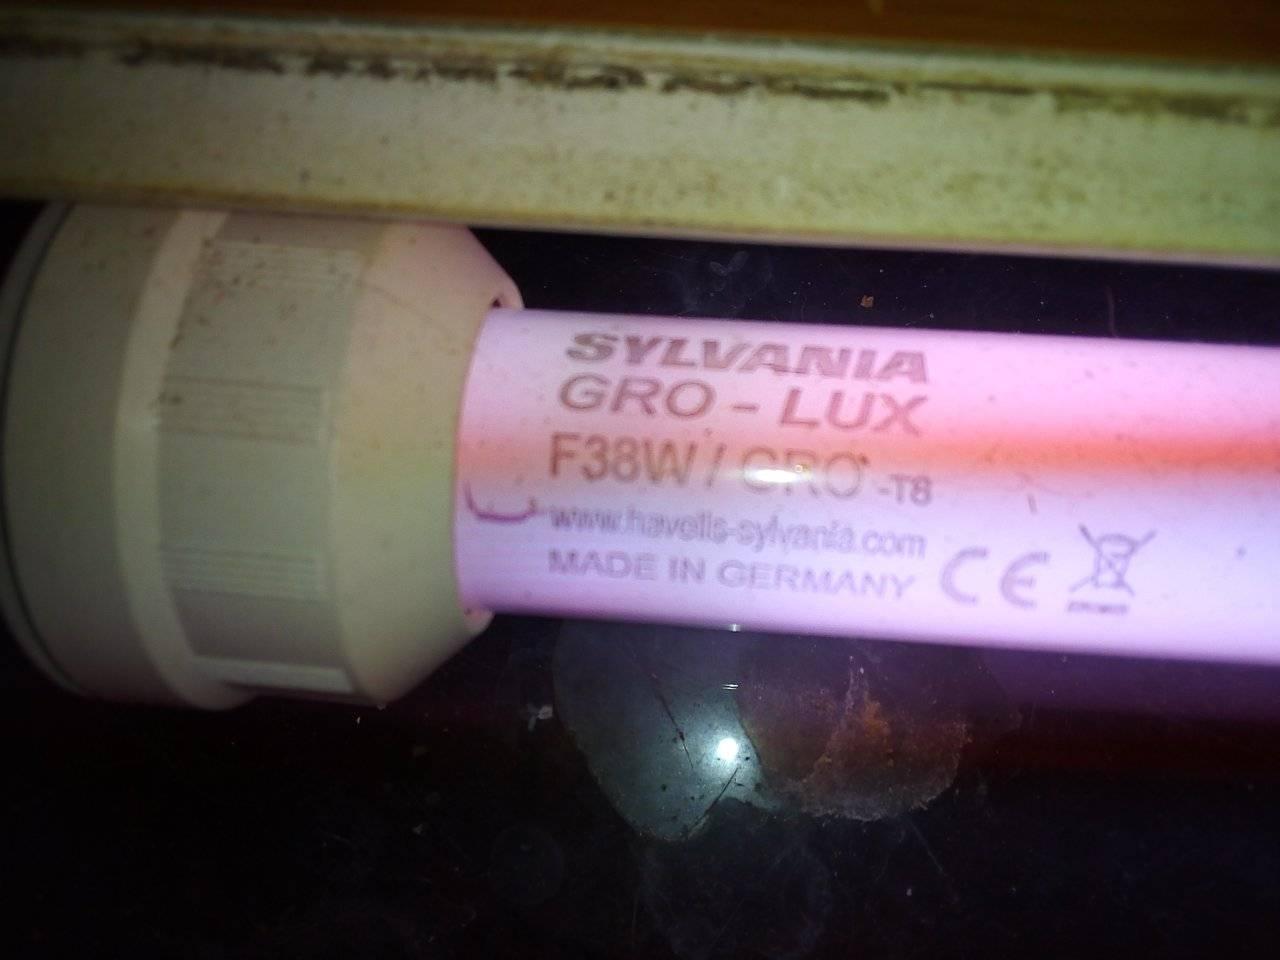 SYLVANIA
GRO - LUX
F38W / GRO -T8
www.havells-sylvania.com
MADE IN GERMANY CE